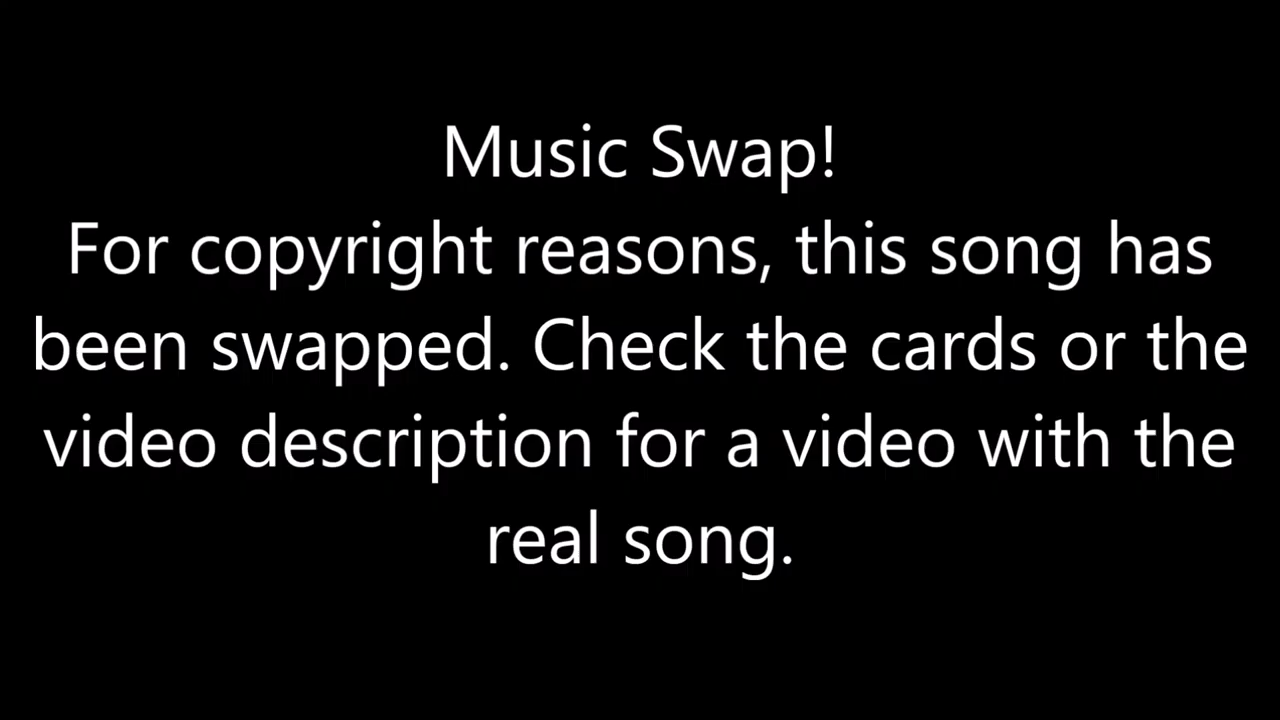 Music Swap!
For copyright reasons, this song has
been swapped. Check the cards or the
video description for a video with the
real song.